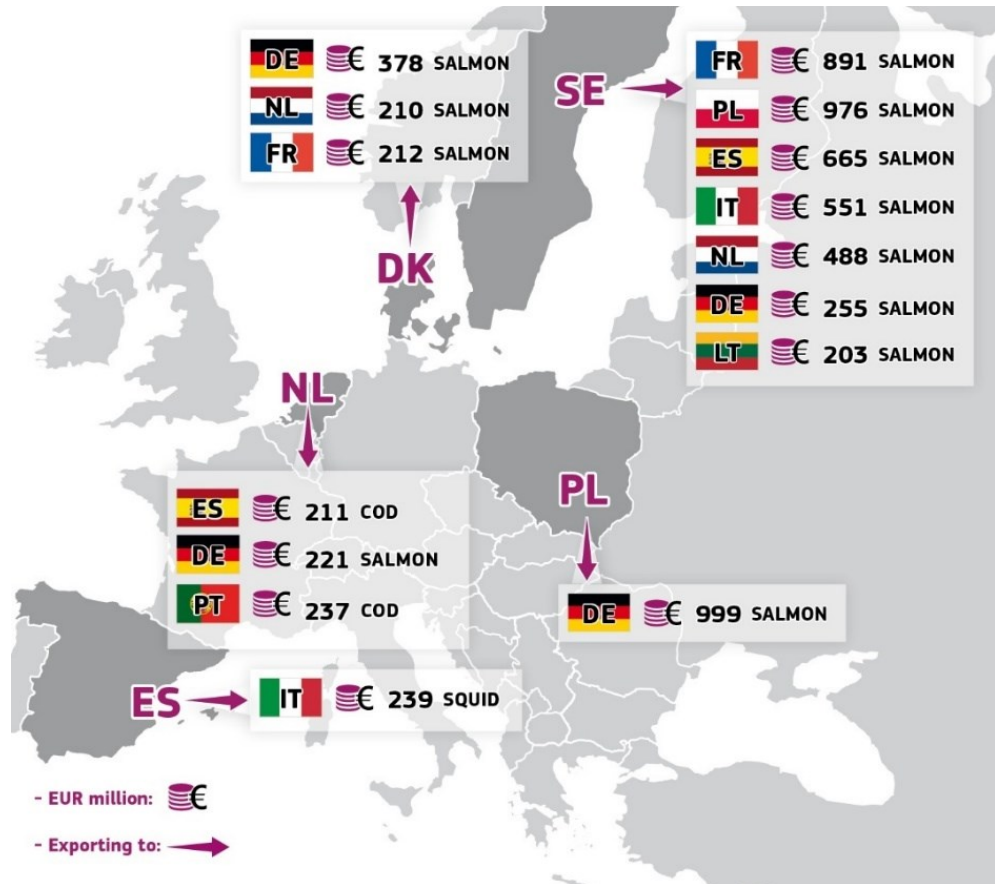 DE € 378 SALMON
NL € 210 SALMON
FR € 212 SALMON
DK
SE
FR € 891 SALMON
PL € 976 SALMON
ES € 665 SALMON
IT € 551 SALMON
NL € 488 SALMON
DE € 255 SALMON
LT € 203 SALMON
NL
ES € 211 COD
DE € 221 SALMON
PT € 237 COD
PL
DE € 999 SALMON
ES
IT € 239 SQUID
- EUR million: €
- Exporting to: